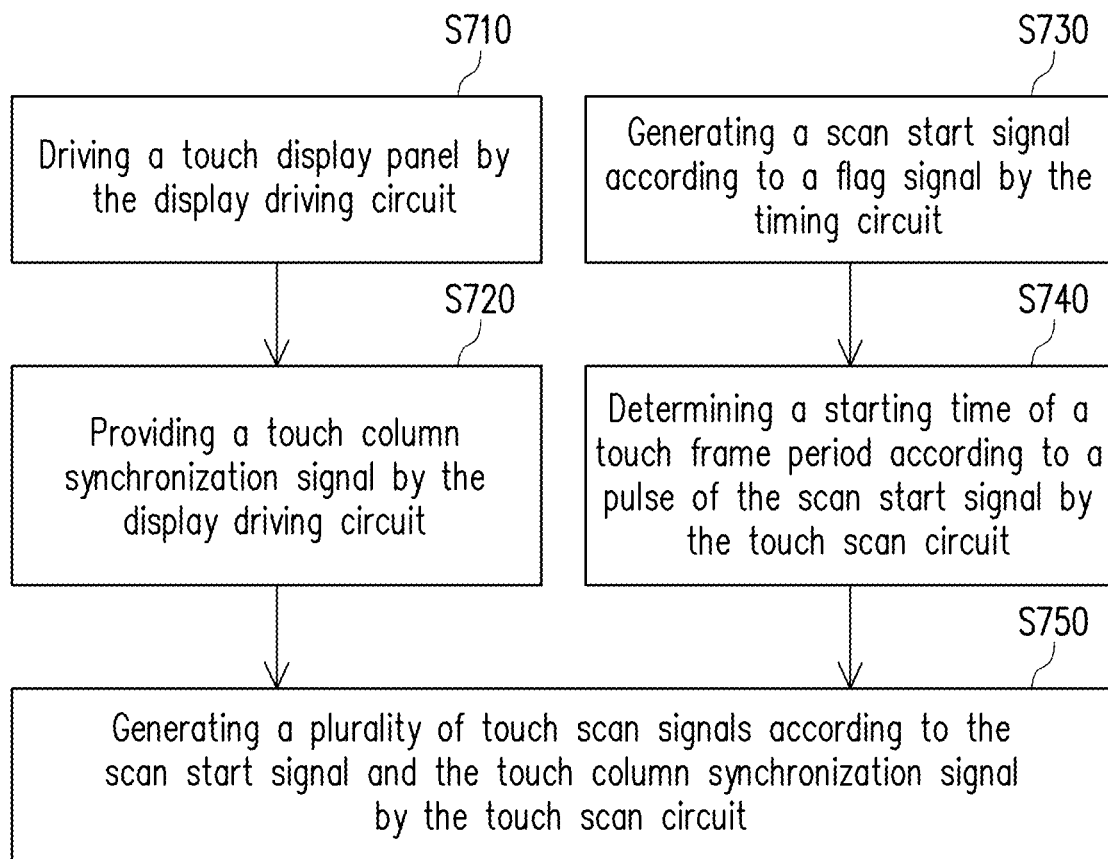 S710
Driving a touch display panel by
the display driving circuit
S720
Providing a touch column
synchronization signal by the
display driving circuit
S730
Generating a scan start signal
according to a flag signal by the
timing circuit
S740
Determining a starting time of a
touch frame period according to a
pulse of the scan start signal by
the touch scan circuit
S750
Generating a plurality of touch scan signals according to the
scan start signal and the touch column synchronization signal
by the touch scan circuit